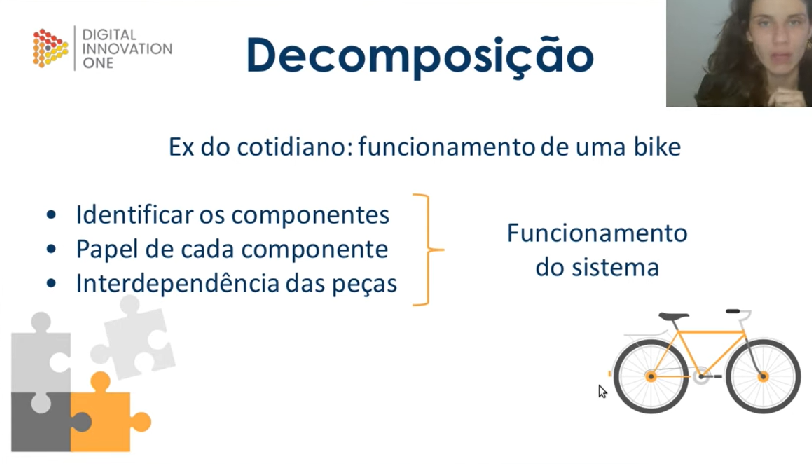 DIGITAL
INNOVATION
ONE
Decomposição
Ex do cotidiano: funcionamento de uma bike
• Identificar os componentes
• Papel de cada componente
• Interdependência das peças
Funcionamento
do sistema